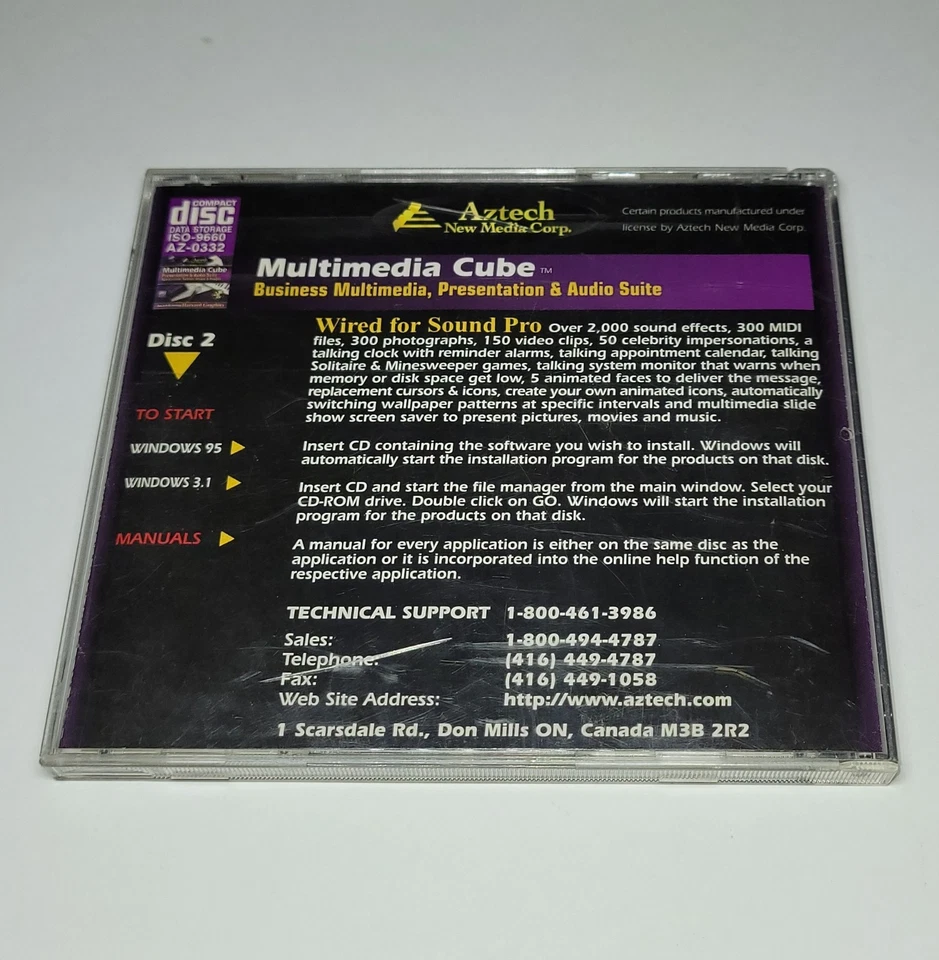 COMPACT
disc
DATA STORAGE
ISO-9660
AZ-0332
Multimedia Cube
Aztech
New Media Corp.
Certain products manufactured under
license by Aztech New Media Corp.
Multimedia Cube TM
Business Multimedia, Presentation & Audio Suite
Disc 2
Wired for Sound Pro Over 2,000 sound effects, 300 MIDI
files, 300 photographs, 150 video clips, 50 celebrity impersonations, a
talking clock with reminder alarms, talking appointment calendar, talking
Solitaire & Minesweeper games, talking system monitor that warns when
memory or disk space get low, 5 animated faces to deliver the message,
replacement cursors & icons, create your own animated icons, automatically
switching wallpaper patterns at specific intervals and multimedia slide
show screen saver to present pictures, movies and music.
TO START
WINDOWS 95
Insert CD containing the software you wish to install. Windows will
automatically start the installation program for the products on that disk.
WINDOWS 3.1
Insert CD and start the file manager from the main window. Select your
CD-ROM drive. Double click on GO. Windows will start the installation
program for the products on that disk.
MANUALS
A manual for every application is either on the same disc as the
application or it is incorporated into the online help function of the
respective application.
TECHNICAL SUPPORT 1-800-461-3986
Sales: 1-800-494-4787
Telephone: (416) 449-4787
Fax: (416) 449-1058
Web Site Address: http://www.aztech.com
1 Scarsdale Rd., Don Mills ON, Canada M3B 2R2